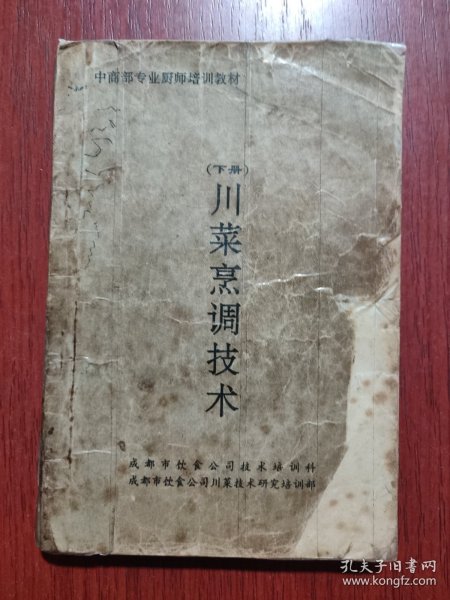 中商部专业厨师培训教材
(下册)
川菜烹调技术
成都市饮食公司技术培训科
成都市饮食公司川菜技术研究培训部
孔夫子旧书网
www.kongfz.com